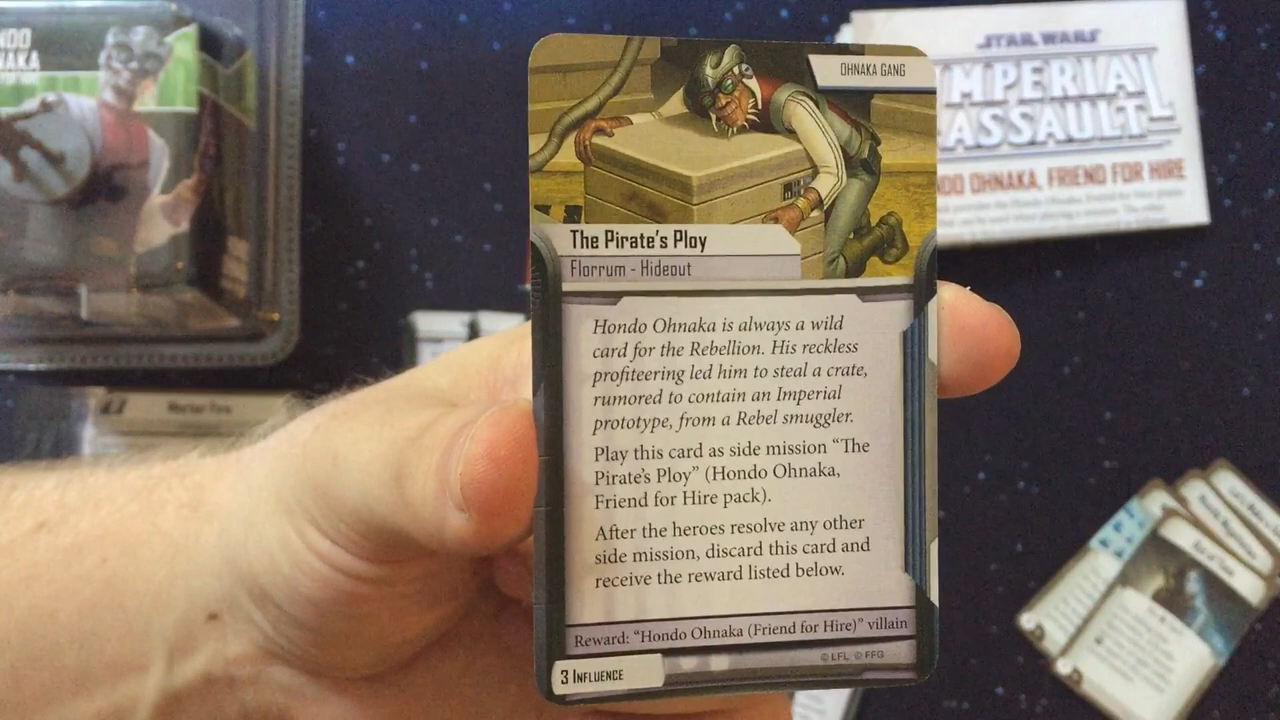 OHNAKA GANG
The Pirate's Ploy
Florrum - Hideout
Hondo Ohnaka is always a wild
card for the Rebellion. His reckless
profiteering led him to steal a crate,
rumored to contain an Imperial
prototype, from a Rebel smuggler.
Play this card as side mission “The
Pirate's Ploy” (Hondo Ohnaka,
Friend for Hire pack).
After the heroes resolve any other
side mission, discard this card and
receive the reward listed below.
Reward: “Hondo Ohnaka (Friend for Hire)” villain
© LFL © FFG
3 INFLUENCE
STAR WARS
IMPERIAL
ASSAULT
NDO OHNAKA, FRIEND FOR HIRE
NDO
NAKA